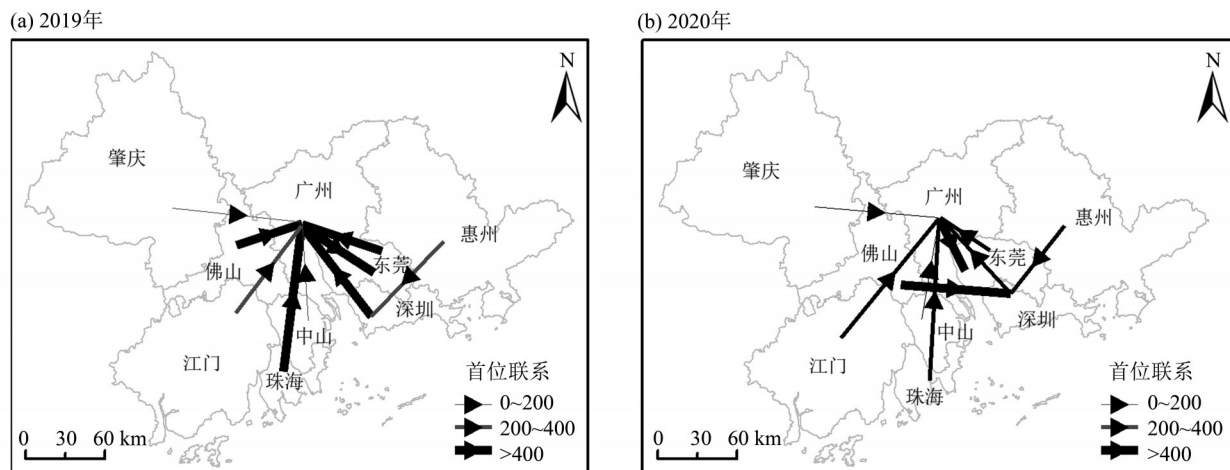 (a) 2019年
N
肇庆
广州
惠州
佛山
东莞
深圳
中山
江门
珠海
首位联系
0~200
200~400
>400
0 30 60 km
(b) 2020年
N
肇庆
广州
惠州
佛山
东莞
深圳
中山
江门
珠海
首位联系
0~200
200~400
>400
0 30 60 km